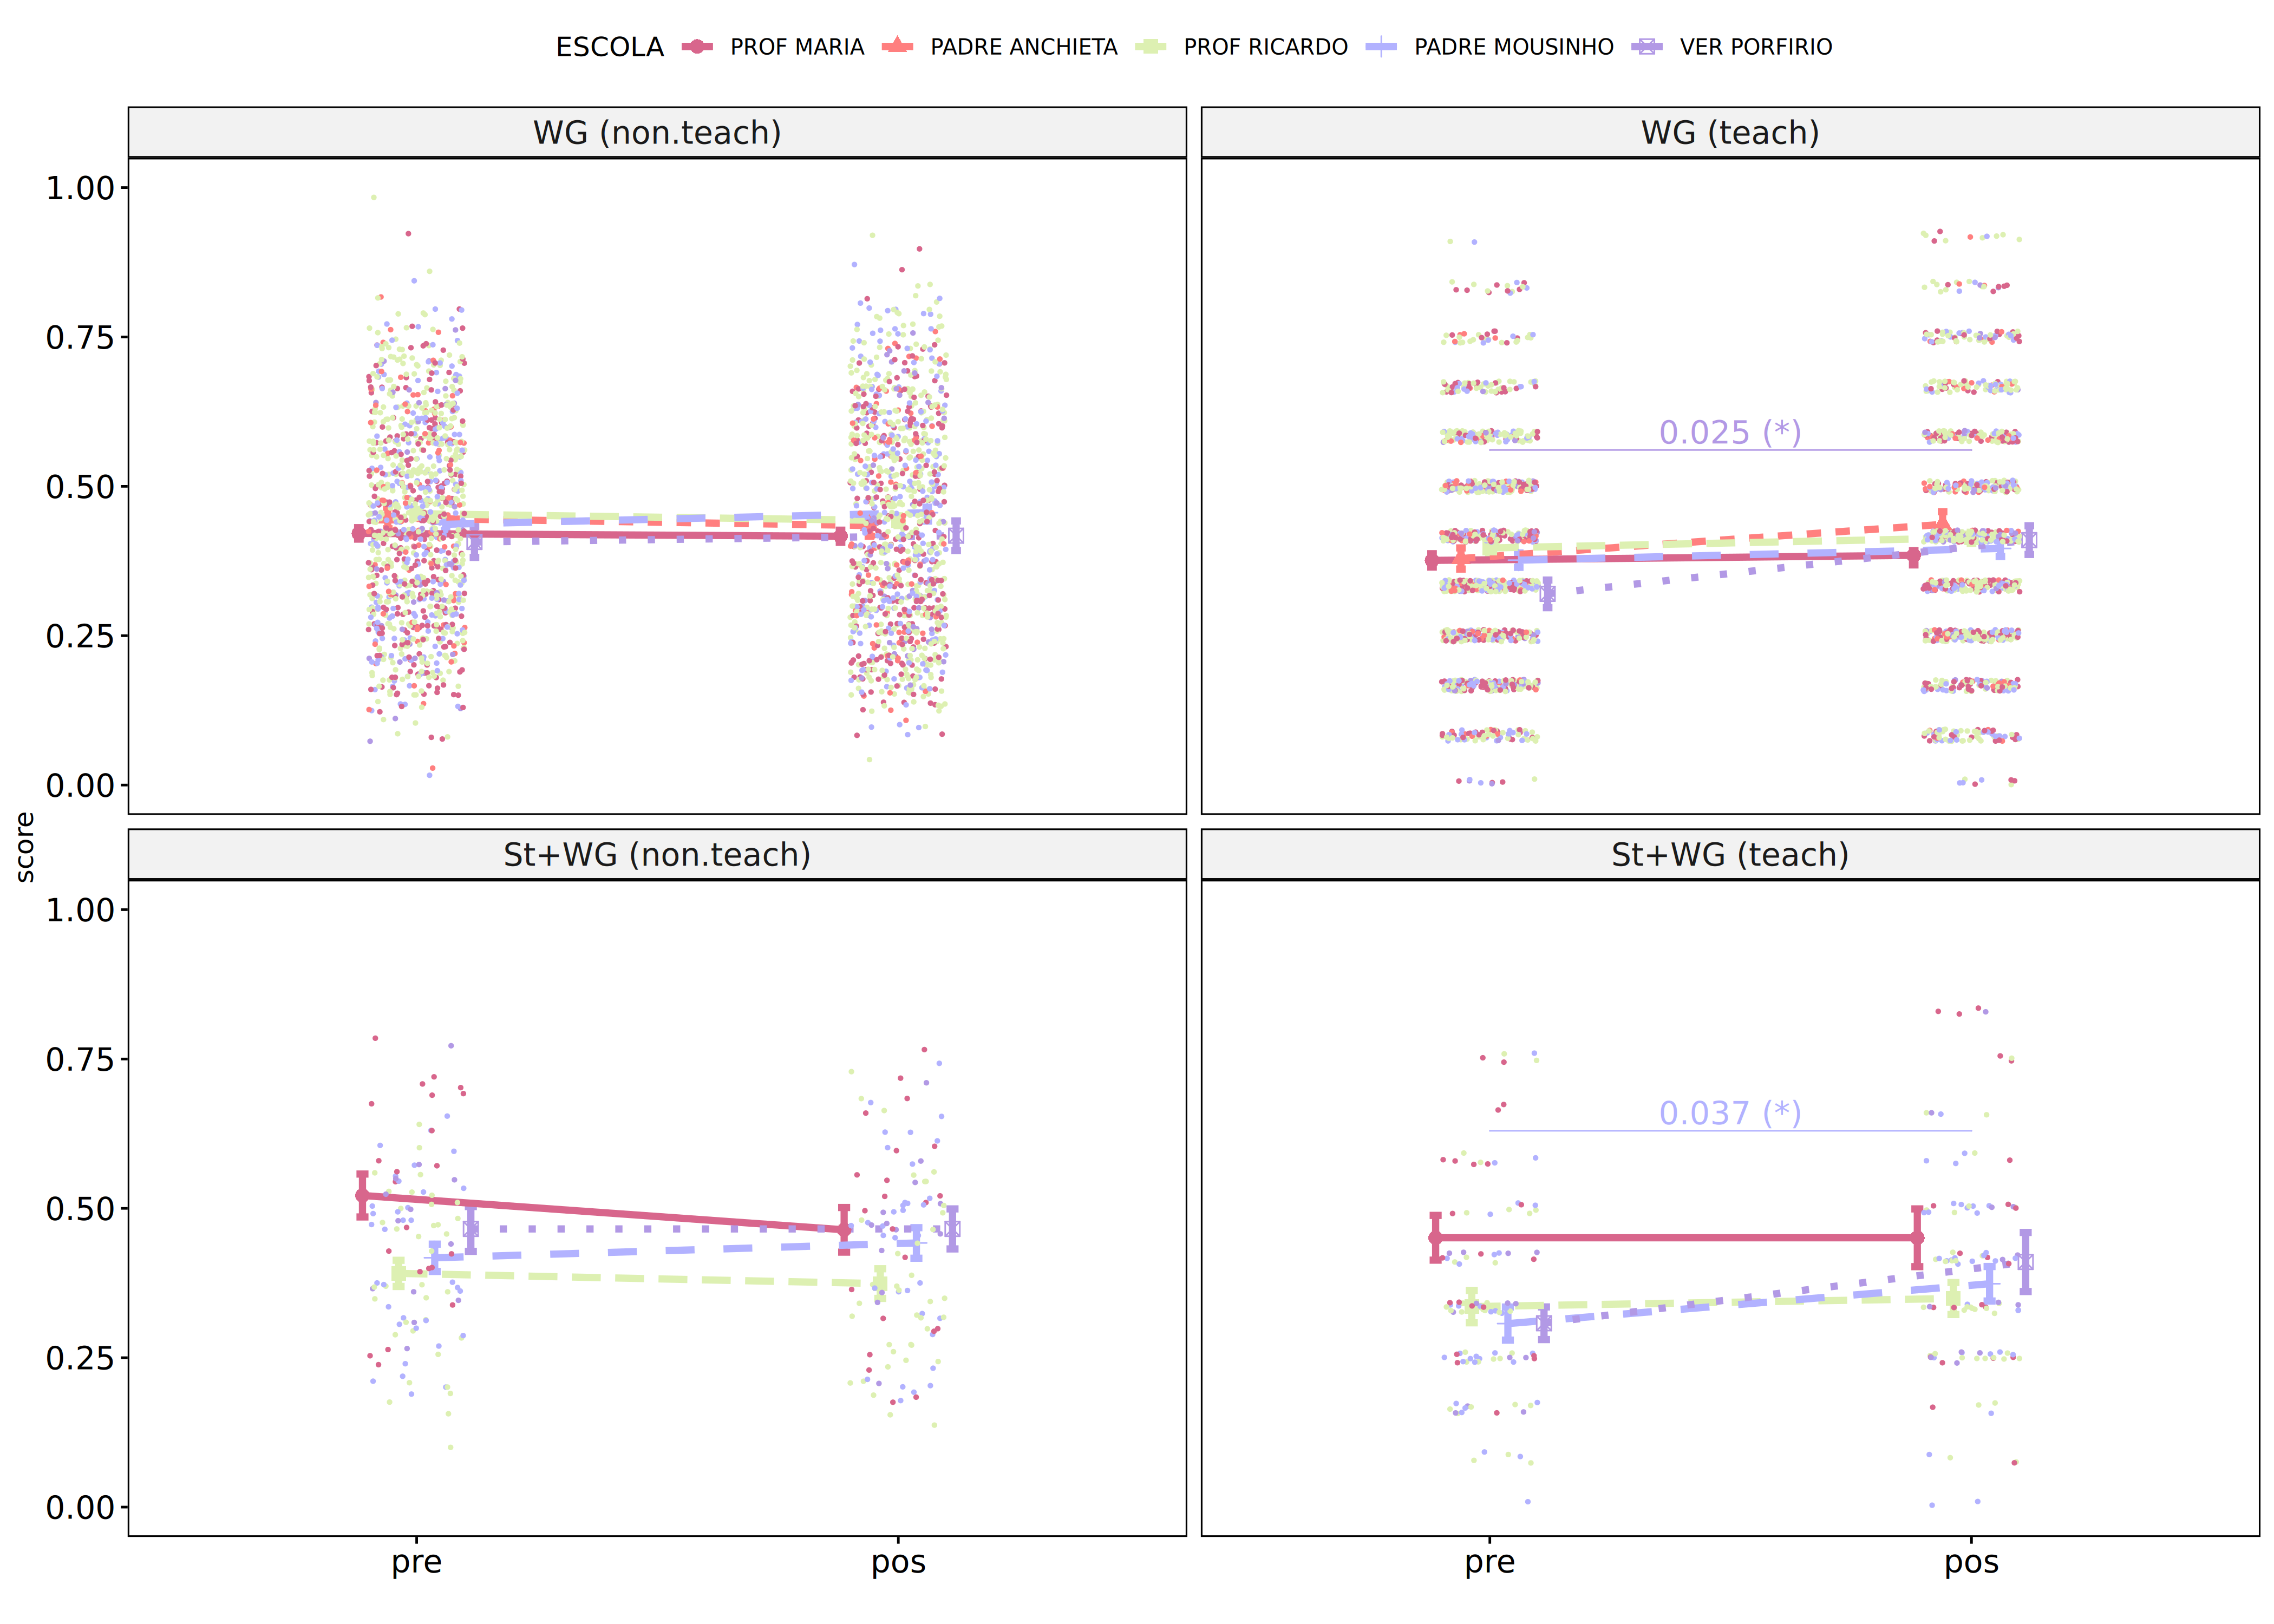 ESCOLA PROF MARIA PADRE ANCHIETA PROF RICARDO PADRE MOUSINHO VER PORFIRIO
WG (non.teach)
WG (teach)
1.00
0.75
0.50
0.25
0.00
0.025 (*)
score
St+WG (non.teach)
St+WG (teach)
1.00
0.75
0.50
0.25
0.00
0.037 (*)
pre
pos
pre
pos